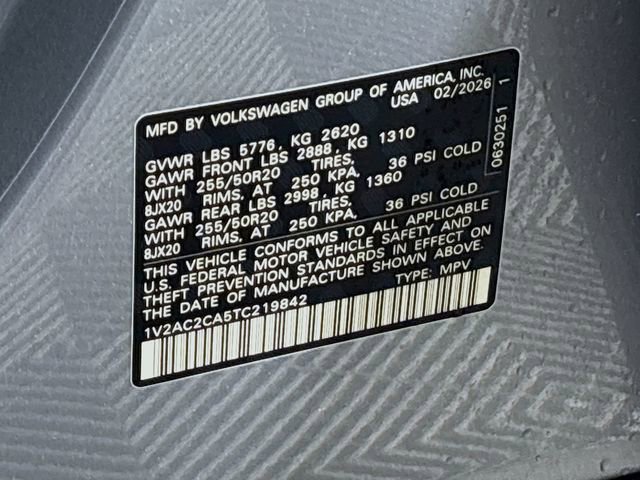 MFD BY VOLKSWAGEN GROUP OF AMERICA, INC.
USA 02/2026
GVWR LBS 5776, KG 2620
GAWR FRONT LBS 2888, KG 1310
WITH 255/50R20 TIRES,
8JX20 RIMS, AT 250 KPA, 36 PSI COLD
GAWR REAR LBS 2998, KG 1360
WITH 255/50R20 TIRES,
8JX20 RIMS, AT 250 KPA, 36 PSI COLD
THIS VEHICLE CONFORMS TO ALL APPLICABLE
U.S. FEDERAL MOTOR VEHICLE SAFETY AND
THEFT PREVENTION STANDARDS IN EFFECT ON
THE DATE OF MANUFACTURE SHOWN ABOVE.
TYPE: MPV
1V2AC2CA5TC219842
0630251 1